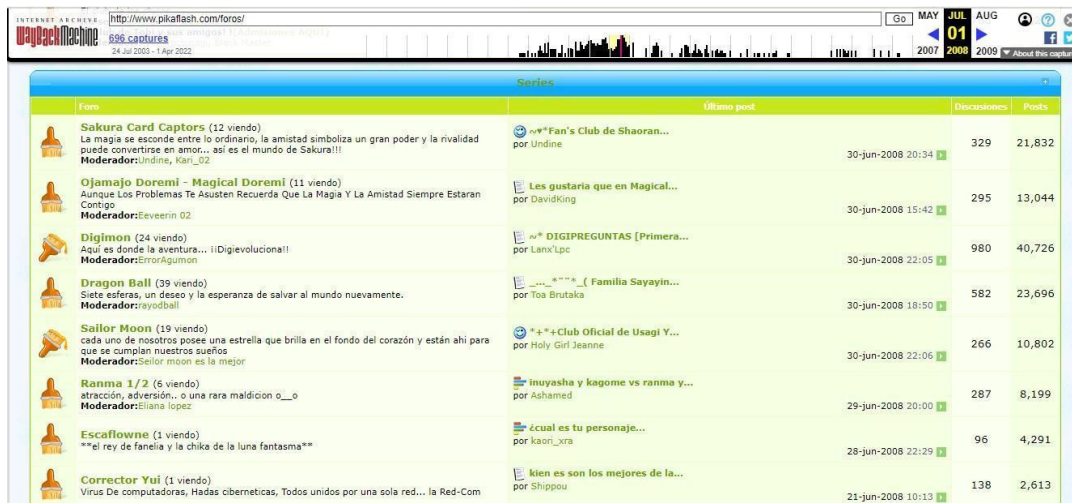 INTERNET ARCHIVE
WayBackMachine
http://www.pikaflash.com/foros/
Go
696 captures
24 Jul 2003 - 1 Apr 2022
MAY JUL AUG
01
2007 2008 2009
About this capture
Series
Foro Último post Discusiones Posts
Sakura Card Captors (12 viendo)
La magia se esconde entre lo ordinario, la amistad simboliza un gran poder y la rivalidad
puede convertirse en amor... así es el mundo de Sakura!!!
Moderador:Undine, Kari_02
~♥*Fan's Club de Shaoran...
por Undine
30-jun-2008 20:34
329 21,832
Ojamajo Doremi - Magical Doremi (11 viendo)
Aunque Los Problemas Te Asusten Recuerda Que La Magia Y La Amistad Siempre Estaran
Contigo
Moderador:Eeveerin 02
Les gustaria que en Magical...
por DavidKing
30-jun-2008 15:42
295 13,044
Digimon (24 viendo)
Aquí es donde la aventura... ¡¡Digievoluciona!!
Moderador:ErrorAgumon
~* DIGIPREGUNTAS [Primera...
por Lanx'Lpc
30-jun-2008 22:05
980 40,726
Dragon Ball (39 viendo)
Siete esferas, un deseo y la esperanza de salvar al mundo nuevamente.
Moderador:rayodball
_..._*¨¨*_( Familia Sayayin...
por Toa Brutaka
30-jun-2008 18:50
582 23,696
Sailor Moon (19 viendo)
cada uno de nosotros posee una estrella que brilla en el fondo del corazón y están ahi para
que se cumplan nuestros sueños
Moderador:Seilor moon es la mejor
*+*+Club Oficial de Usagi Y...
por Holy Girl Jeanne
30-jun-2008 22:06
266 10,802
Ranma 1/2 (6 viendo)
atracción, adversión.. o una rara maldicion o__o
Moderador:Eliana lopez
inuyasha y kagome vs ranma y...
por Ashamed
29-jun-2008 20:00
287 8,199
Escaflowne (1 viendo)
**el rey de fanelia y la chika de la luna fantasma**
¿cual es tu personaje...
por kaori_xra
28-jun-2008 22:29
96 4,291
Corrector Yui (1 viendo)
Virus De computadoras, Hadas ciberneticas, Todos unidos por una sola red... la Red-Com
kien es son los mejores de la...
por Shippou
21-jun-2008 10:13
138 2,613